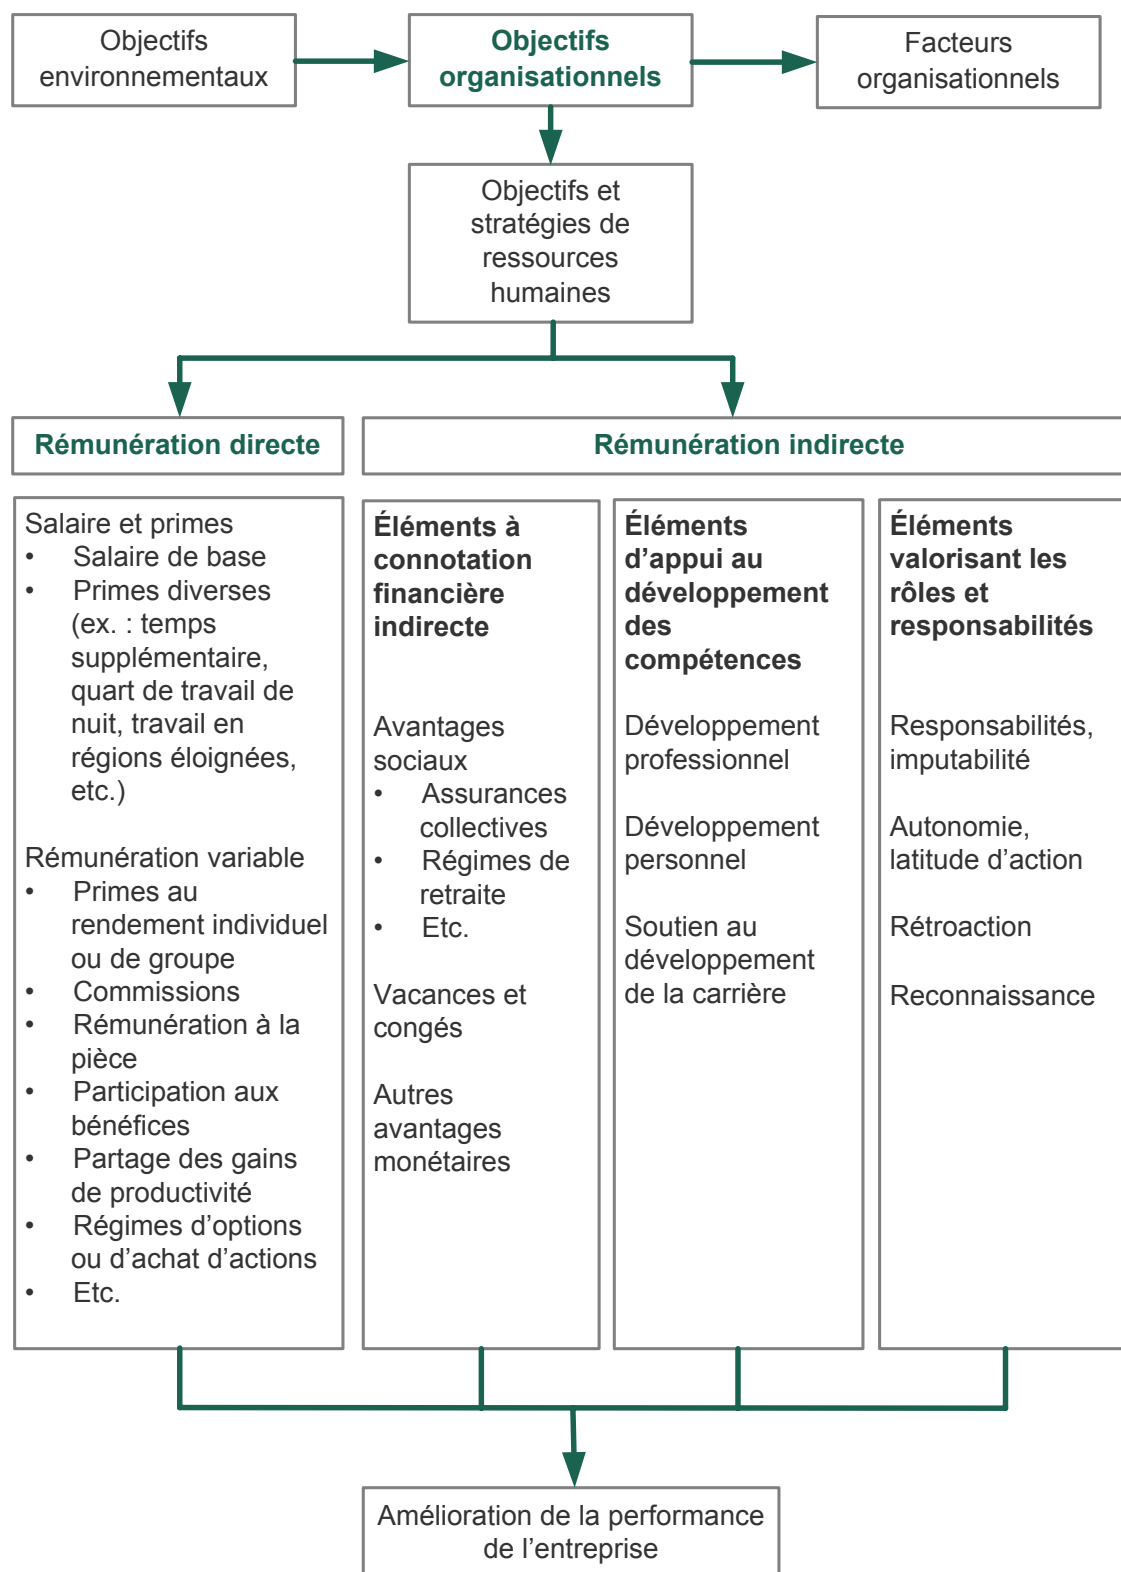 Objectifs
environnementaux
Objectifs
organisationnels
Facteurs
organisationnels
Objectifs et
stratégies de
ressources
humaines
Rémunération directe
Rémunération indirecte
Salaire et primes
• Salaire de base
• Primes diverses
(ex. : temps
supplémentaire,
quart de travail de
nuit, travail en
régions éloignées,
etc.)
Rémunération variable
• Primes au
rendement individuel
ou de groupe
• Commissions
• Rémunération à la
pièce
• Participation aux
bénéfices
• Partage des gains
de productivité
• Régimes d’options
ou d’achat d’actions
• Etc.
Éléments à
connotation
financière
indirecte
Avantages
sociaux
• Assurances
collectives
• Régimes de
retraite
• Etc.
Vacances et
congés
Autres
avantages
monétaires
Éléments
d’appui au
développement
des
compétences
Développement
professionnel
Développement
personnel
Soutien au
développement
de la carrière
Éléments
valorisant les
rôles et
responsabilités
Responsabilités,
imputabilité
Autonomie,
latitude d’action
Rétroaction
Reconnaissance
Amélioration de la performance
de l’entreprise